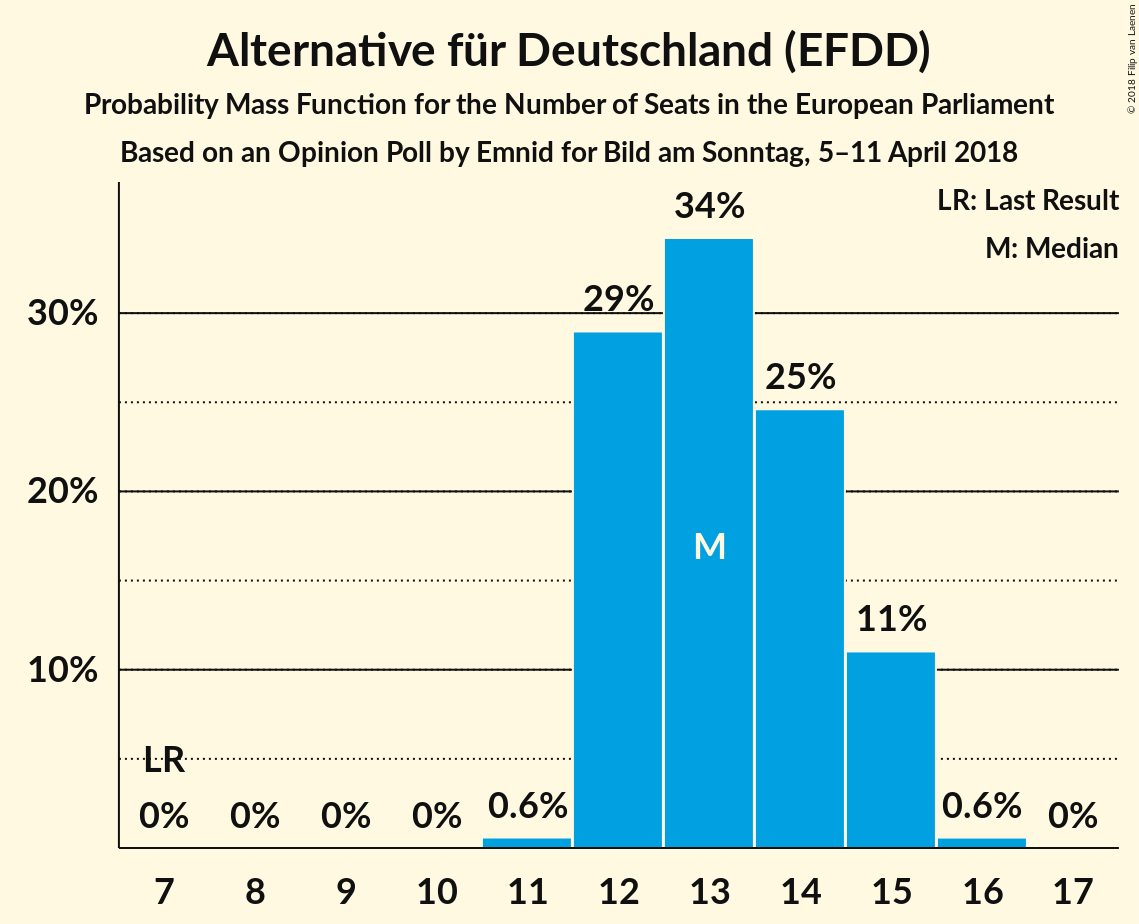 Alternative für Deutschland (EFDD)
Probability Mass Function for the Number of Seats in the European Parliament
Based on an Opinion Poll by Emnid for Bild am Sonntag, 5–11 April 2018
© 2018 Filip van Laenen
LR: Last Result
M: Median
34%
29%
30%
25%
20%
M
11%
10%
LR
0% 0% 0% 0% 0.6% 0.6% 0%
7 8 9 10 11 12 13 14 15 16 17